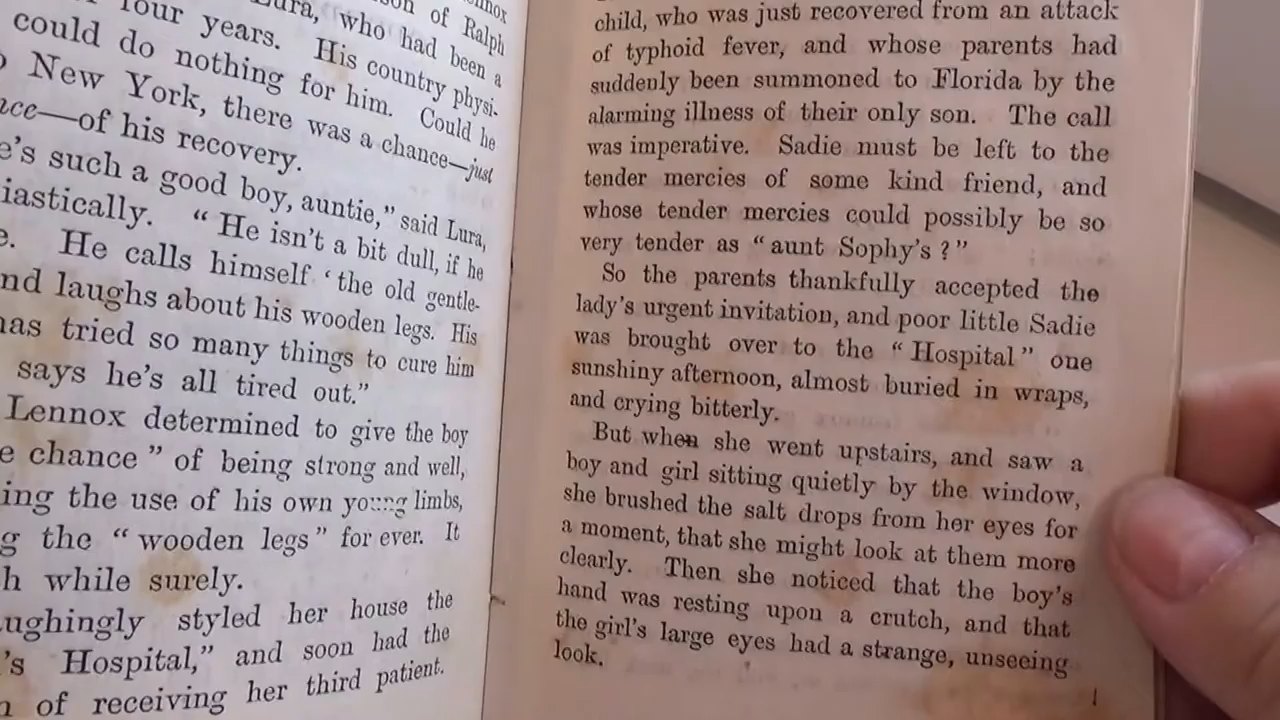 Lura, who had been a
four years. His country physi-
could do nothing for him. Could he
New York, there was a chance—just
—of his recovery.
such a good boy, auntie," said Lura,
"He isn't a bit dull, if he
He calls himself 'the old gentle-
laughs about his wooden legs. His
tried so many things to cure him
says he's all tired out."
Lennox determined to give the boy
chance" of being strong and well,
the use of his own young limbs,
the "wooden legs" for ever. It
while surely.
styled her house the
Hospital," and soon had the
of receiving her third patient.
child, who was just recovered from an attack
of typhoid fever, and whose parents had
suddenly been summoned to Florida by the
alarming illness of their only son. The call
was imperative. Sadie must be left to the
tender mercies of some kind friend, and
whose tender mercies could possibly be so
very tender as "aunt Sophy's?"
So the parents thankfully accepted the
lady's urgent invitation, and poor little Sadie
was brought over to the "Hospital" one
sunshiny afternoon, almost buried in wraps,
and crying bitterly.
But when she went upstairs, and saw a
boy and girl sitting quietly by the window,
she brushed the salt drops from her eyes for
a moment, that she might look at them more
clearly. Then she noticed that the boy's
hand was resting upon a crutch, and that
the girl's large eyes had a strange, unseeing
look.